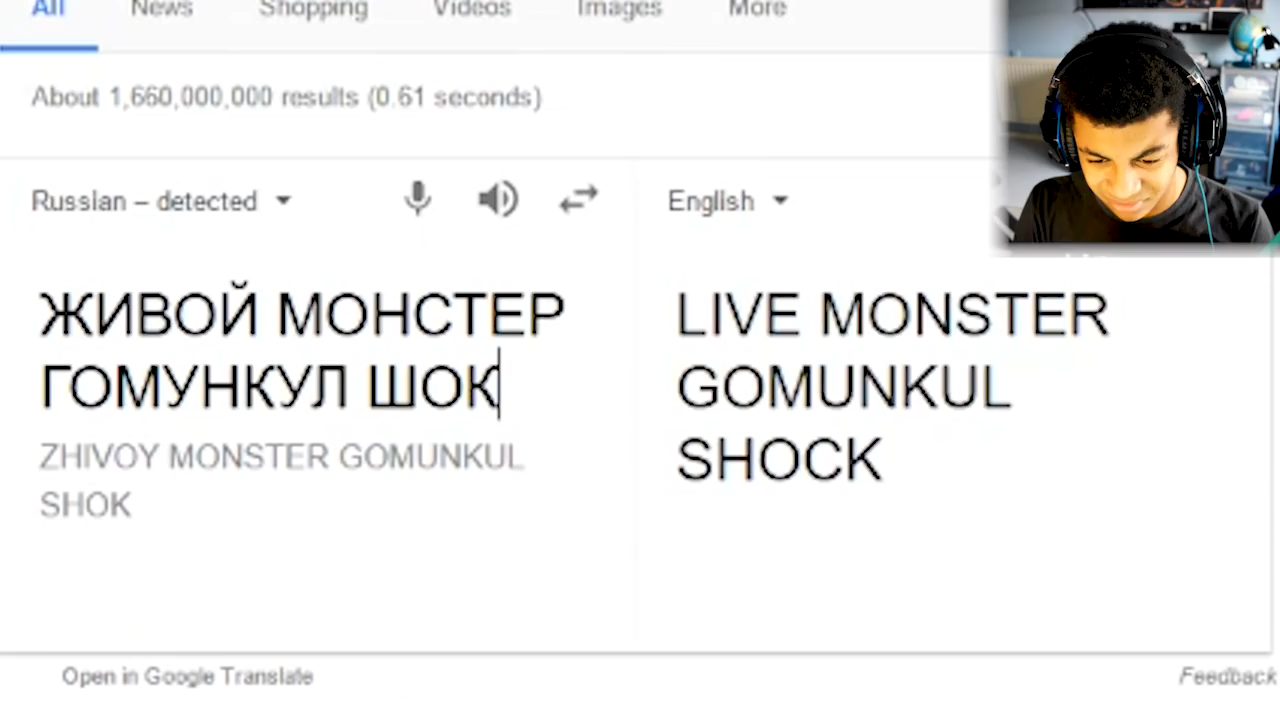 All News Shopping Videos Images More
About 1,660,000,000 results (0.61 seconds)
Russian – detected English
ЖИВОЙ МОНСТЕР
ГОМУНКУЛ ШОК
ZHIVOY MONSTER GOMUNKUL
SHOK
LIVE MONSTER
GOMUNKUL
SHOCK
Open in Google Translate Feedback